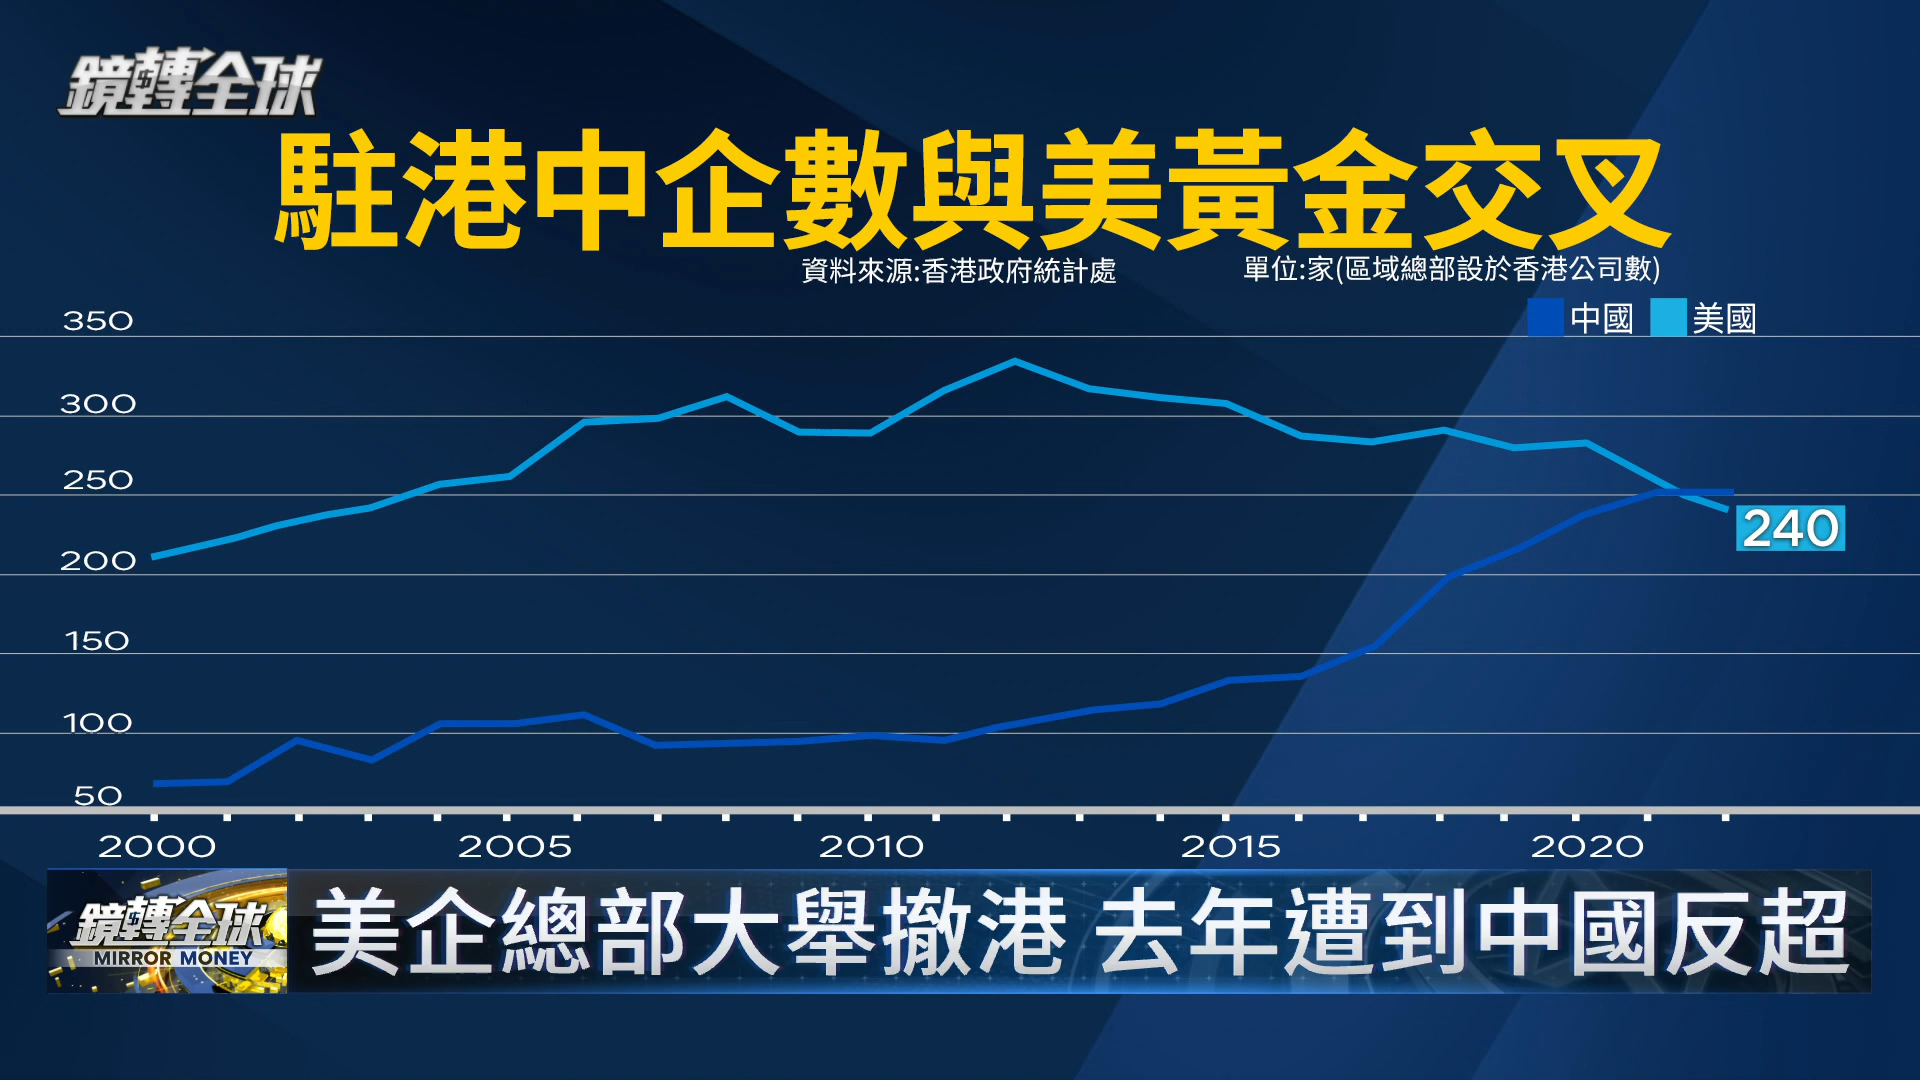 鏡轉全球
駐港中企數與美黃金交叉
資料來源:香港政府統計處
單位:家(區域總部設於香港公司數)
中國 美國
350
300
250
240
200
150
100
50
2000 2005 2010 2015 2020
鏡轉全球
MIRROR MONEY
美企總部大舉撤港 去年遭到中國反超